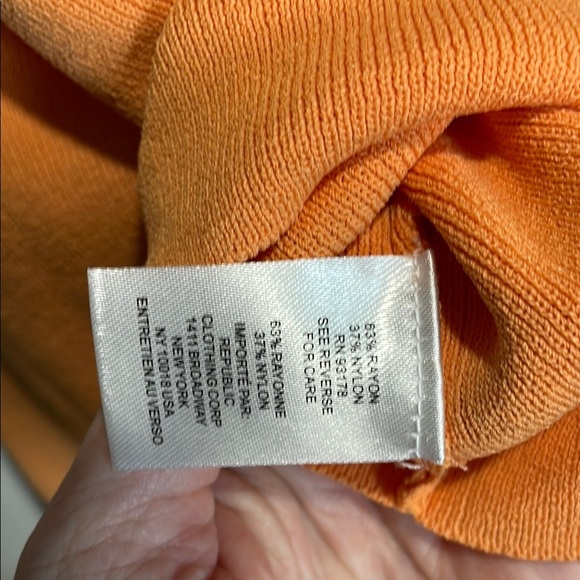 63% RAYON
37% NYLON
RN 93178
SEE REVERSE
FOR CARE
63% RAYONNE
37% NYLON
IMPORTÉ PAR:
REPUBLIC
CLOTHING CORP
1411 BROADWAY
NEW YORK
NY 10018 USA
ENTRETIEN AU VERSO